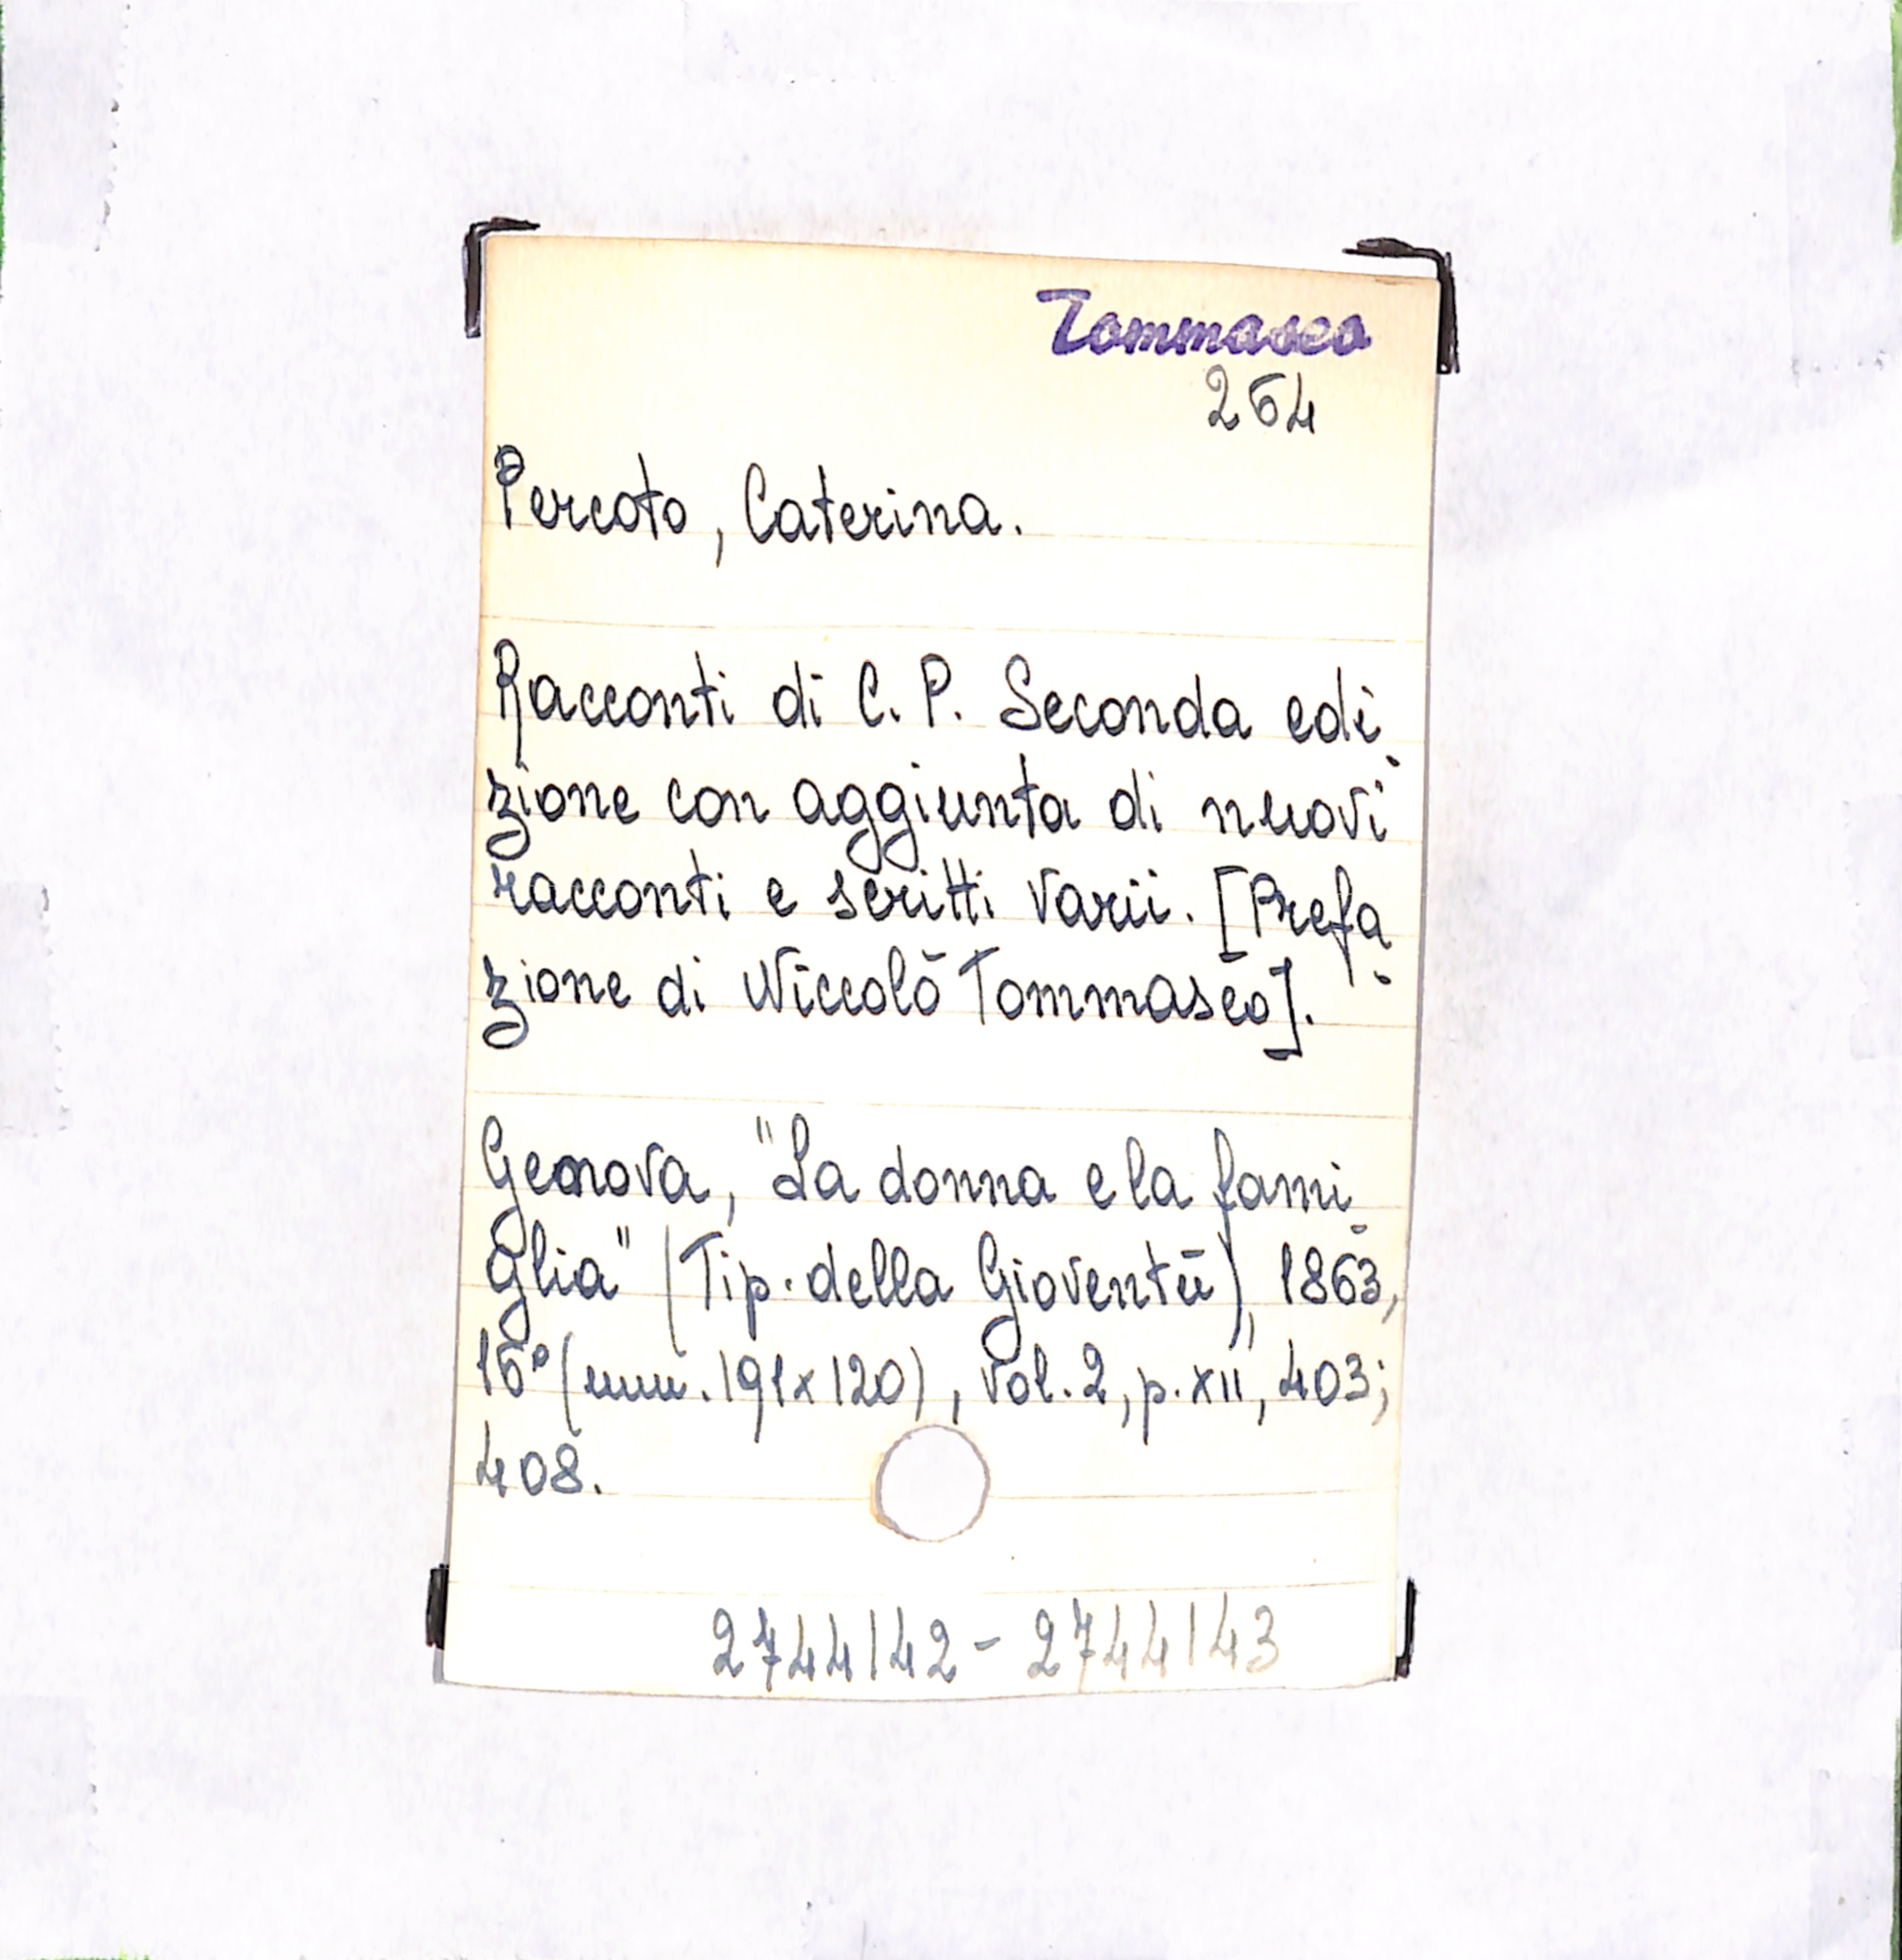 Tommaseo
264
Percoto, Caterina.
Racconti di C. P. Seconda edi-
zione con aggiunta di nuovi
racconti e scritti varii. [Prefa-
zione di Niccolò Tommaseo].
Genova, "La donna e la fami-
glia" (Tip. della Gioventù), 1863,
16° (mm. 191x120), vol. 2, p. XII, 403;
408.
2744142 - 2744143